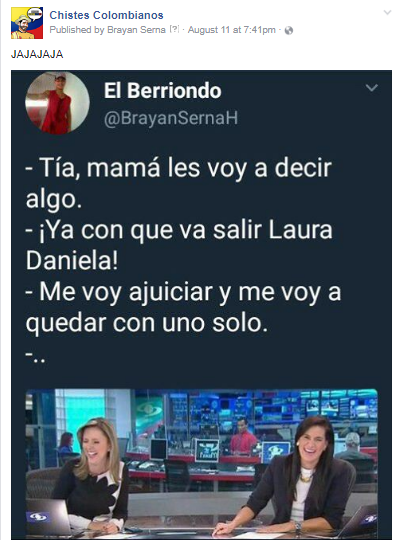 Chistes Colombianos
Published by Brayan Serna [?] · August 11 at 7:41pm ·
JAJAJAJA
El Berriondo
@BrayanSernaH
- Tía, mamá les voy a decir
algo.
- ¡Ya con que va salir Laura
Daniela!
- Me voy ajuiciar y me voy a
quedar con uno solo.
-..